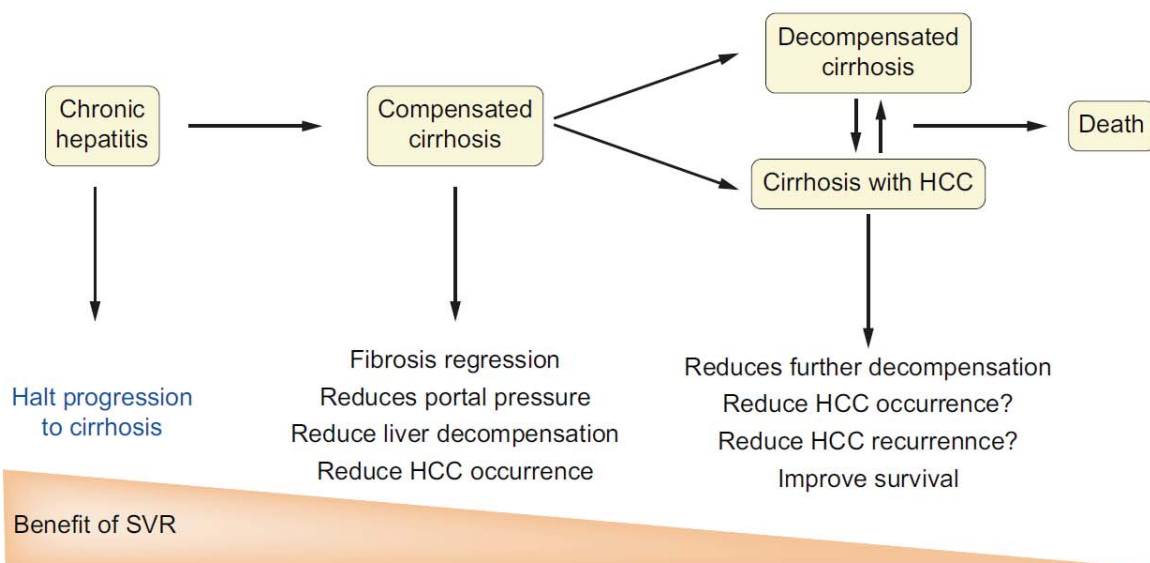 Chronic
hepatitis
Compensated
cirrhosis
Decompensated
cirrhosis
Cirrhosis with HCC
Death
Halt progression
to cirrhosis
Fibrosis regression
Reduces portal pressure
Reduce liver decompensation
Reduce HCC occurrence
Reduces further decompensation
Reduce HCC occurrence?
Reduce HCC recurrennce?
Improve survival
Benefit of SVR